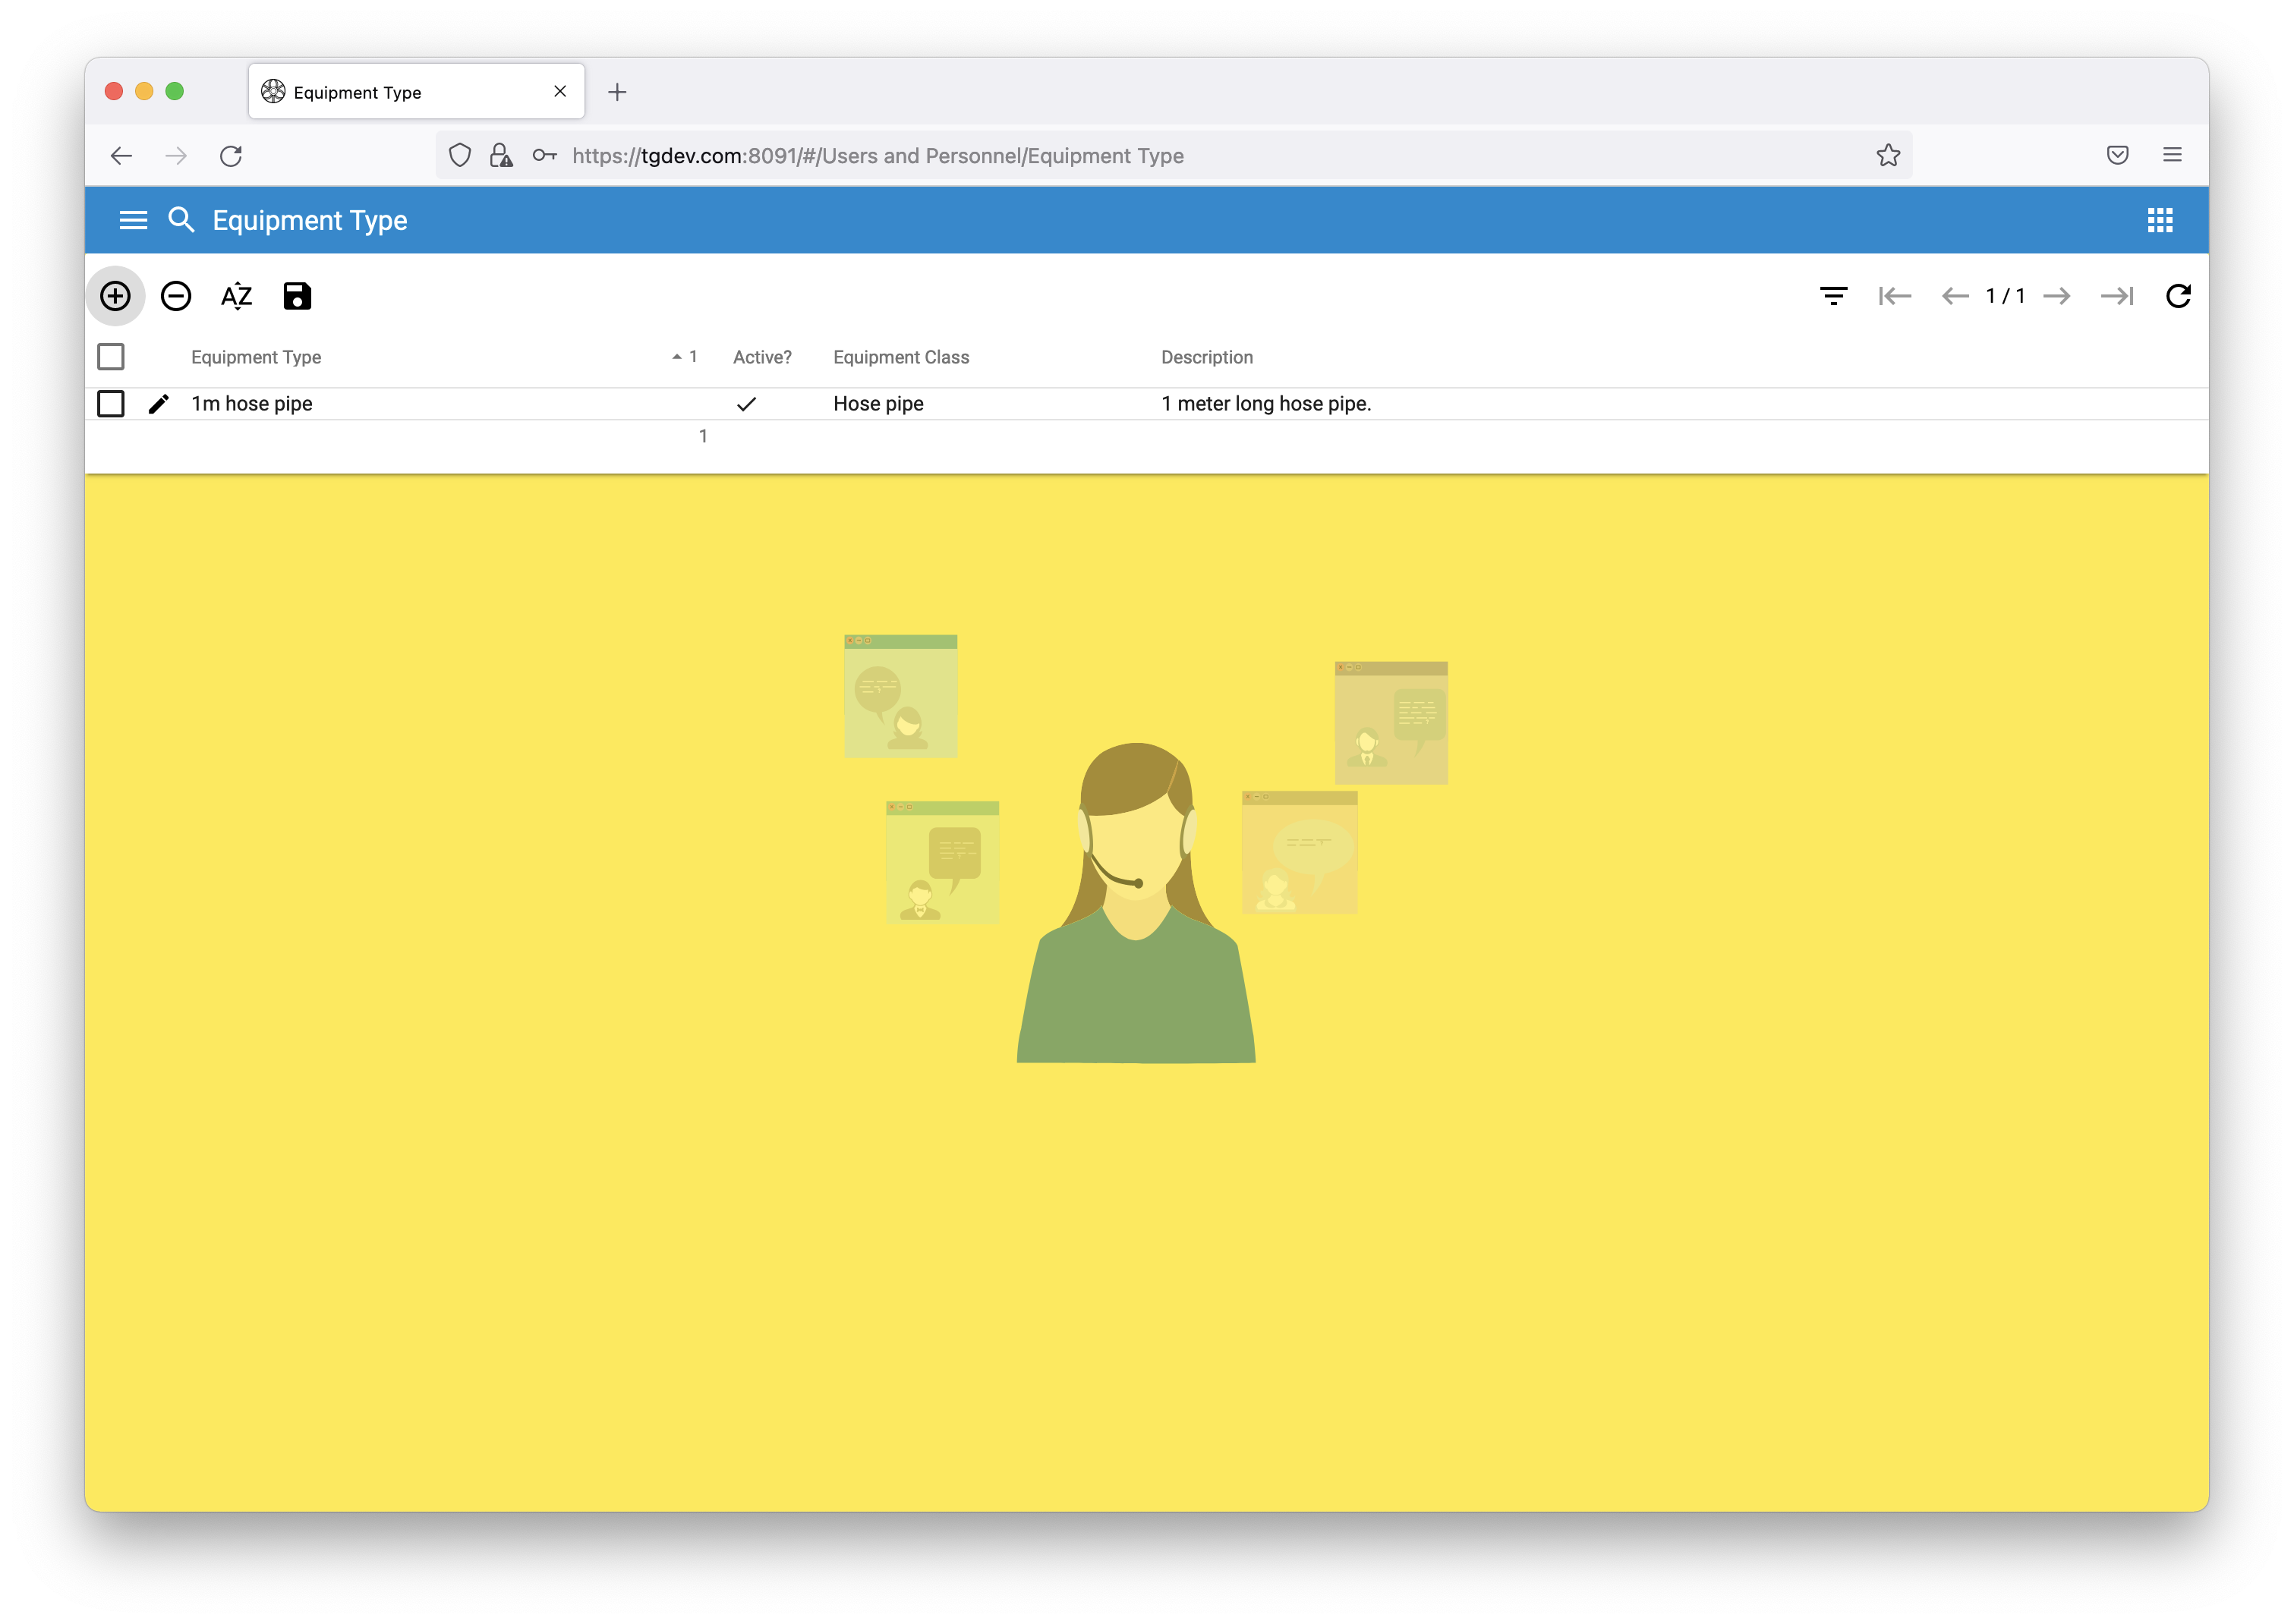 Equipment Type
https://tgdev.com:8091/#/Users and Personnel/Equipment Type
Equipment Type
AZ
1 / 1
Equipment Type 1 Active? Equipment Class Description
1m hose pipe Hose pipe 1 meter long hose pipe.
1